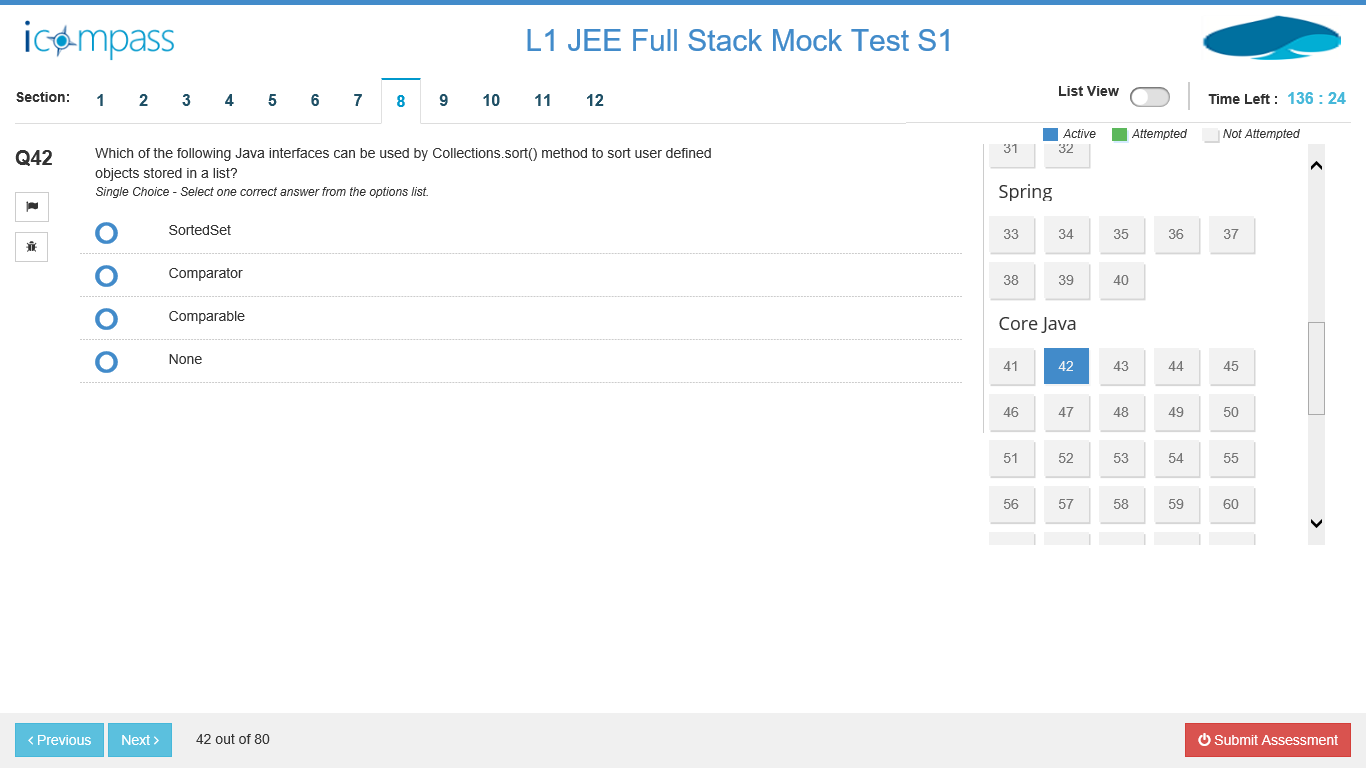 icompass
L1 JEE Full Stack Mock Test S1
Section: 1 2 3 4 5 6 7 8 9 10 11 12
List View
Time Left : 136 : 24
Active Attempted Not Attempted
Q42
Which of the following Java interfaces can be used by Collections.sort() method to sort user defined
objects stored in a list?
Single Choice - Select one correct answer from the options list.
SortedSet
Comparator
Comparable
None
31 32
Spring
33 34 35 36 37
38 39 40
Core Java
41 42 43 44 45
46 47 48 49 50
51 52 53 54 55
56 57 58 59 60
Previous Next 42 out of 80
Submit Assessment